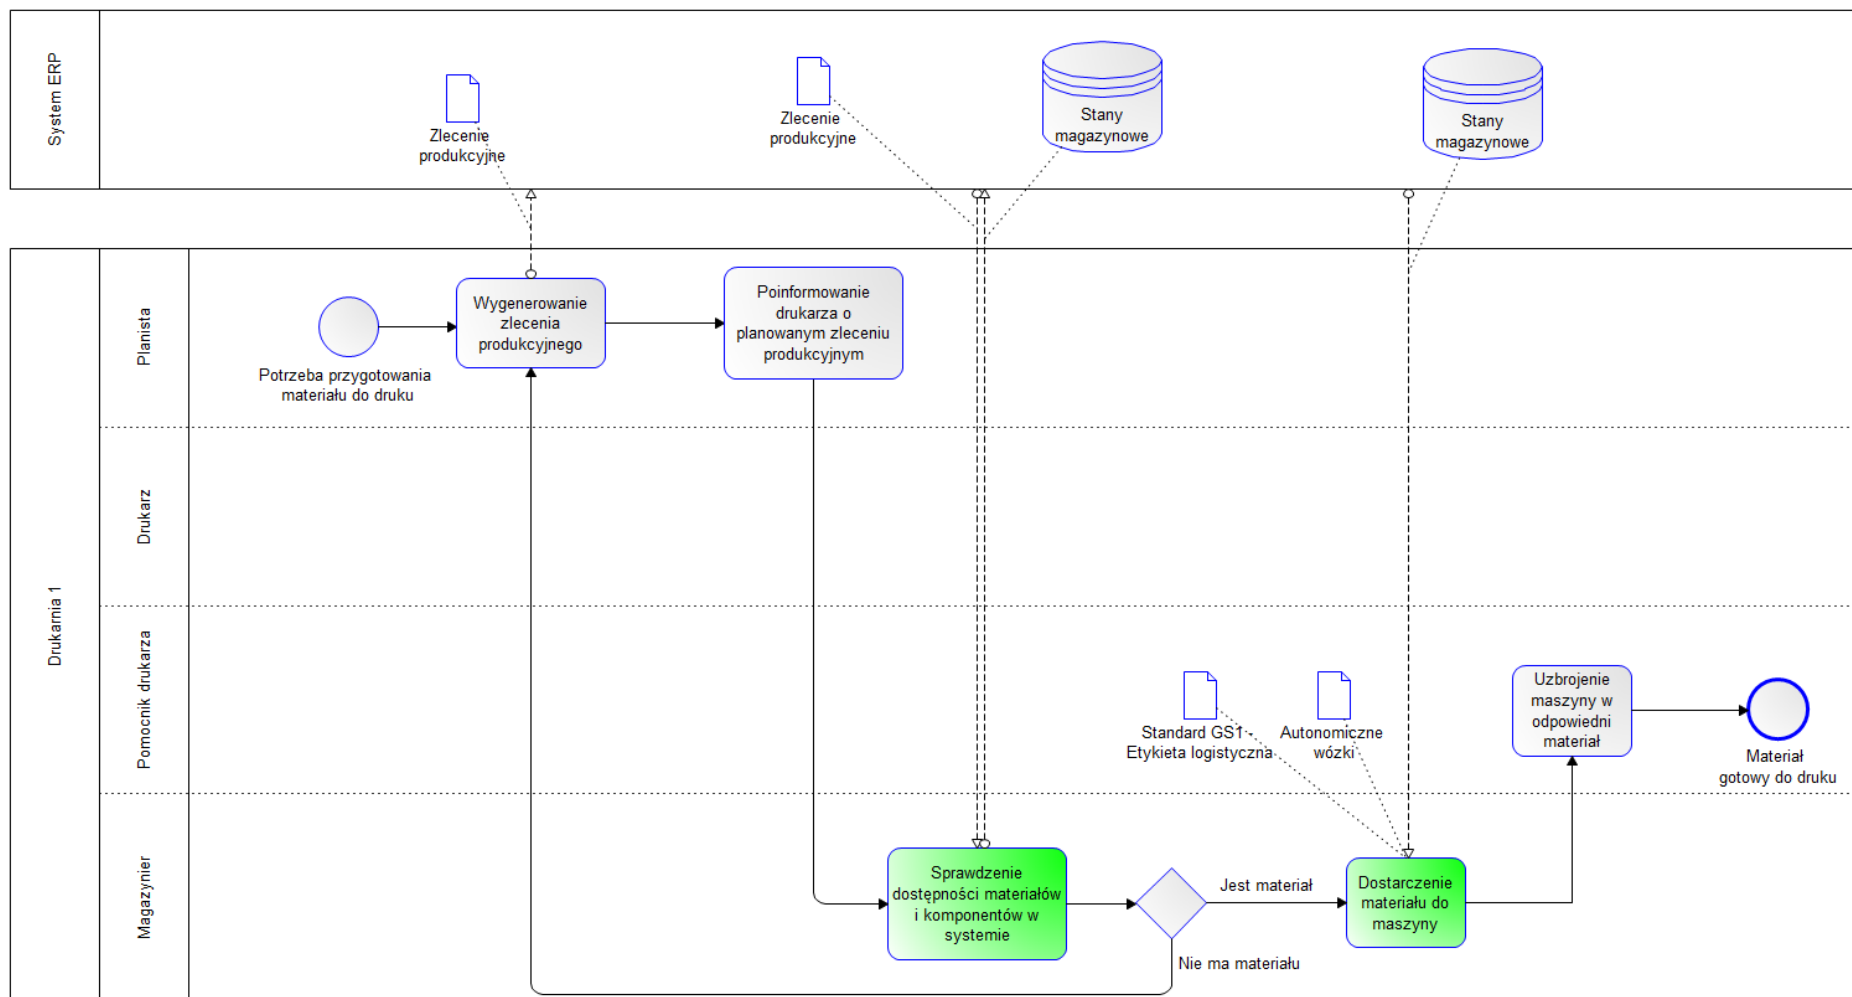 System ERP
Zlecenie
produkcyjne
Zlecenie
produkcyjne
Stany
magazynowe
Stany
magazynowe
Drukarnia 1
Planista
Potrzeba przygotowania
materiału do druku
Wygenerowanie
zlecenia
produkcyjnego
Poinformowanie
drukarza o
planowanym zleceniu
produkcyjnym
Drukarz
Pomocnik drukarza
Standard GS1 -
Etykieta logistyczna
Autonomiczne
wózki
Uzbrojenie
maszyny w
odpowiedni
materiał
Materiał
gotowy do druku
Magazynier
Sprawdzenie
dostępności materiałów
i komponentów w
systemie
Jest materiał
Nie ma materiału
Dostarczenie
materiału do
maszyny